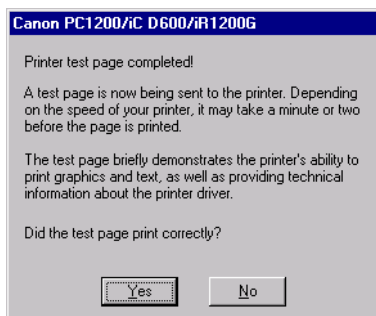 Canon PC1200/iC D600/iR1200G
Printer test page completed!
A test page is now being sent to the printer. Depending
on the speed of your printer, it may take a minute or two
before the page is printed.
The test page briefly demonstrates the printer's ability to
print graphics and text, as well as providing technical
information about the printer driver.
Did the test page print correctly?
Yes No